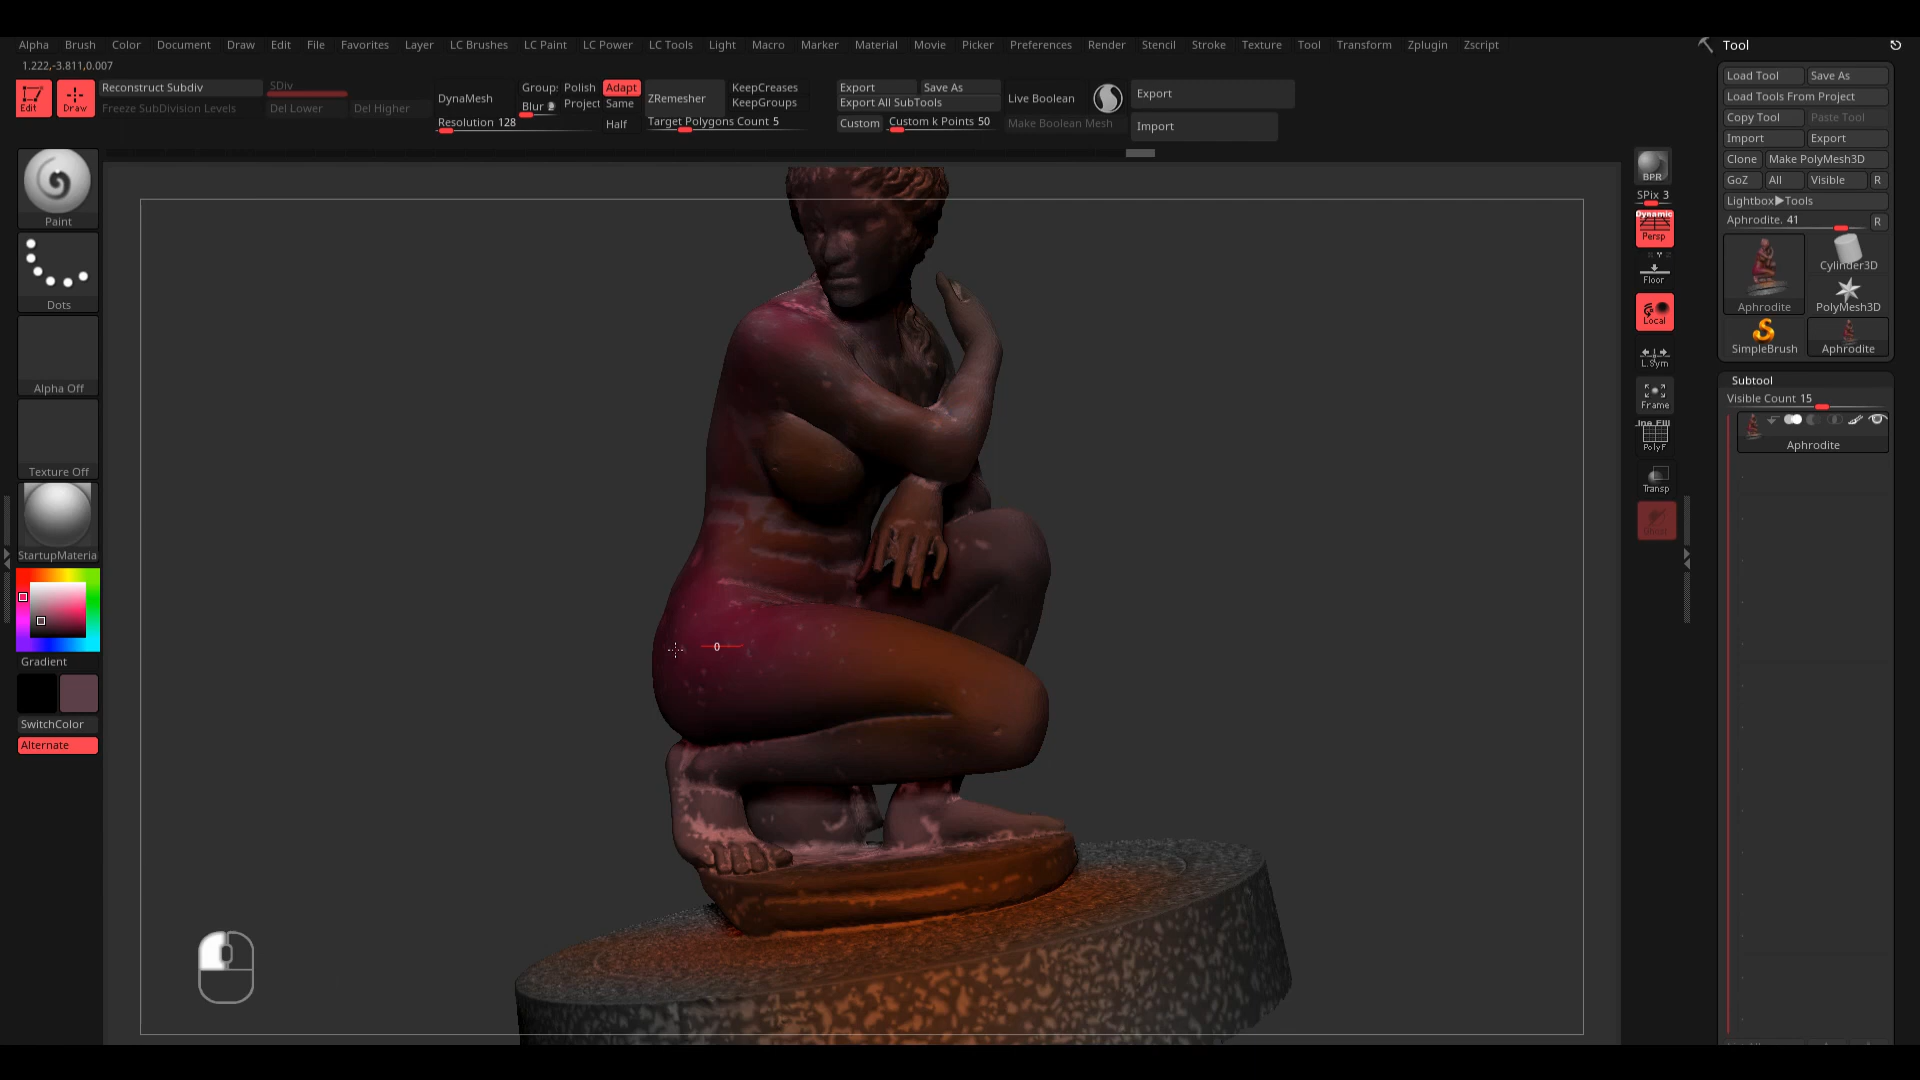 Alpha Brush Color Document Draw Edit File Favorites Layer LC Brushes LC Paint LC Power LC Tools Light Macro Marker Material Movie Picker Preferences Render Stencil Stroke Texture Tool Transform Zplugin Zscript
1.222,-3.811,0.007
Edit
Draw
Reconstruct Subdiv
SDiv
Freeze SubDivision Levels
Del Lower
Del Higher
DynaMesh
Resolution 128
Group
Polish
Blur
Project
Adapt
Same
Half
ZRemesher
Target Polygons Count 5
KeepCreases
KeepGroups
Export
Save As
Export All SubTools
Custom
Custom k Points 50
Live Boolean
Make Boolean Mesh
Export
Import
Paint
Dots
Alpha Off
Texture Off
StartupMateria
Gradient
SwitchColor
Alternate
0
BPR
SPix 3
Dynamic
Persp
Floor
Local
L.Sym
Frame
PolyF
Transp
Tool
Load Tool
Save As
Load Tools From Project
Copy Tool
Paste Tool
Import
Export
Clone
Make PolyMesh3D
GoZ
All
Visible
R
Lightbox▶Tools
Aphrodite. 41
R
Aphrodite
Cylinder3D
PolyMesh3D
SimpleBrush
Aphrodite
Subtool
Visible Count 15
Aphrodite